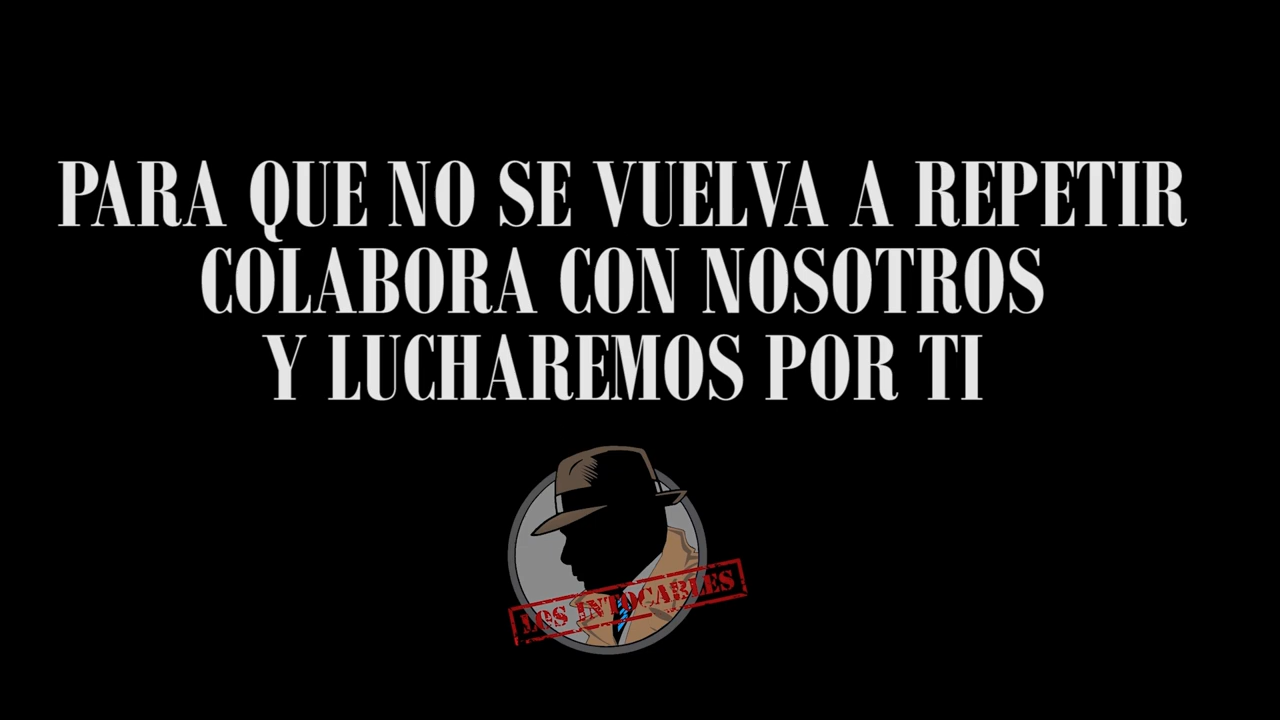 PARA QUE NO SE VUELVA A REPETIR
COLABORA CON NOSOTROS
Y LUCHAREMOS POR TI
LOS INTOCABLES